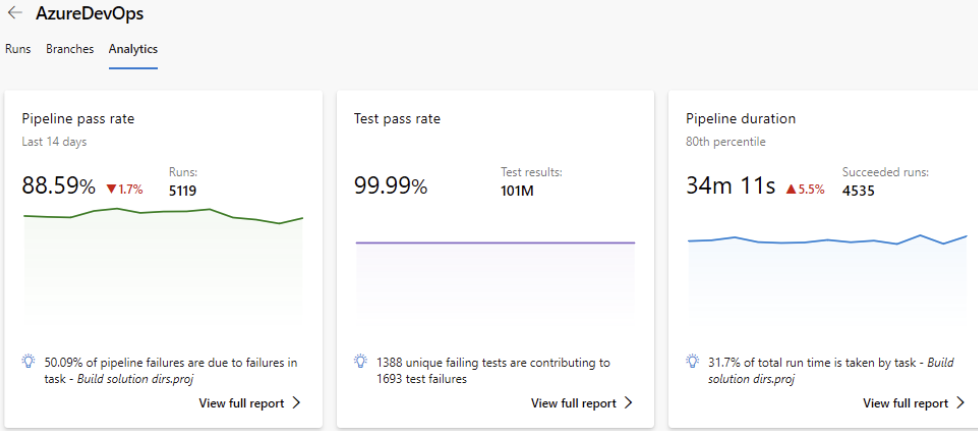 ← AzureDevOps
Runs Branches Analytics
Pipeline pass rate
Last 14 days
88.59% ▼1.7%
Runs:
5119
50.09% of pipeline failures are due to failures in
task - Build solution dirs.proj
View full report >
Test pass rate
99.99%
Test results:
101M
1388 unique failing tests are contributing to
1693 test failures
View full report >
Pipeline duration
80th percentile
34m 11s ▲5.5%
Succeeded runs:
4535
31.7% of total run time is taken by task - Build
solution dirs.proj
View full report >